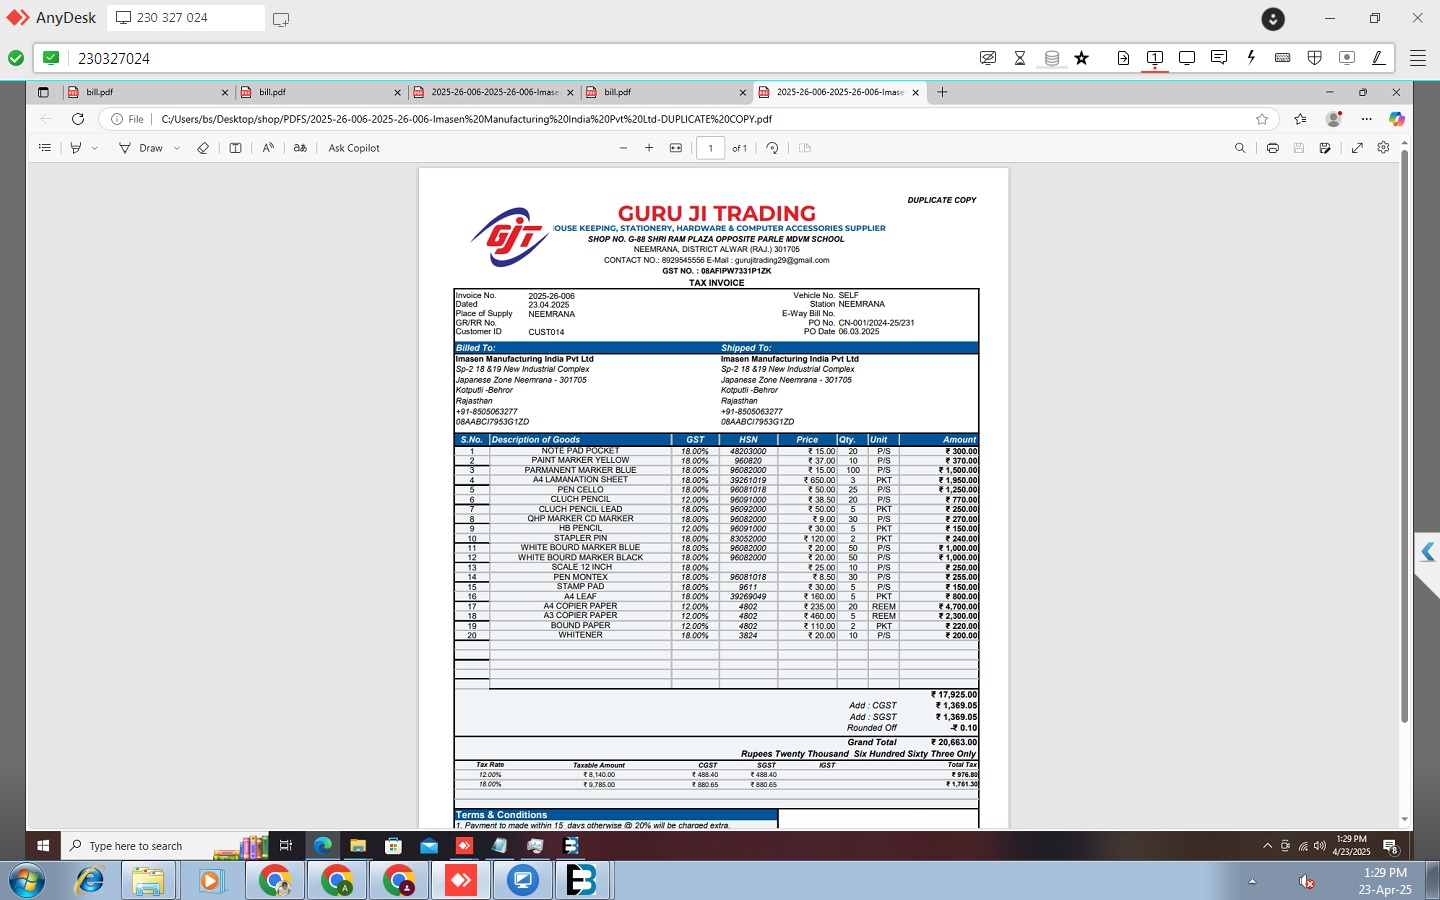 AnyDesk
230 327 024
230327024
bill.pdf
bill.pdf
2025-26-006-2025-26-006-Imase
bill.pdf
2025-26-006-2025-26-006-Imase
File
C:/Users/bs/Desktop/shop/PDFS/2025-26-006-2025-26-006-Imasen%20Manufacturing%20India%20Pvt%20Ltd-DUPLICATE%20COPY.pdf
Draw
Ask Copilot
1 of 1
DUPLICATE COPY
GJT
GURU JI TRADING
HOUSE KEEPING, STATIONERY, HARDWARE & COMPUTER ACCESSORIES SUPPLIER
SHOP NO. G-88 SHRI RAM PLAZA OPPOSITE PARLE MDVM SCHOOL
NEEMRANA, DISTRICT ALWAR (RAJ.) 301705
CONTACT NO.: 8929545556 E-Mail : gurujitrading29@gmail.com
GST NO. : 08AFIPW7331P1ZK
TAX INVOICE
Invoice No. 2025-26-006 Vehicle No. SELF
Dated 23.04.2025 Station NEEMRANA
Place of Supply NEEMRANA E-Way Bill No.
GR/RR No. PO No. CN-001/2024-25/231
Customer ID CUST014 PO Date 06.03.2025
Billed To: Shipped To:
Imasen Manufacturing India Pvt Ltd Imasen Manufacturing India Pvt Ltd
Sp-2 18 &19 New Industrial Complex Sp-2 18 &19 New Industrial Complex
Japanese Zone Neemrana - 301705 Japanese Zone Neemrana - 301705
Kotputli -Behror Kotputli -Behror
Rajasthan Rajasthan
+91-8505063277 +91-8505063277
08AABCI7953G1ZD 08AABCI7953G1ZD
S.No. Description of Goods GST HSN Price Qty. Unit Amount
1 NOTE PAD POCKET 18.00% 48203000 ₹ 15.00 20 P/S ₹ 300.00
2 PAINT MARKER YELLOW 18.00% 960820 ₹ 37.00 10 P/S ₹ 370.00
3 PARMANENT MARKER BLUE 18.00% 96082000 ₹ 15.00 100 P/S ₹ 1,500.00
4 A4 LAMANATION SHEET 18.00% 39261019 ₹ 650.00 3 PKT ₹ 1,950.00
5 PEN CELLO 18.00% 96081018 ₹ 50.00 25 P/S ₹ 1,250.00
6 CLUCH PENCIL 12.00% 96091000 ₹ 38.50 20 P/S ₹ 770.00
7 CLUCH PENCIL LEAD 18.00% 96092000 ₹ 50.00 5 PKT ₹ 250.00
8 QHP MARKER CD MARKER 18.00% 96082000 ₹ 9.00 30 P/S ₹ 270.00
9 HB PENCIL 12.00% 96091000 ₹ 30.00 5 PKT ₹ 150.00
10 STAPLER PIN 18.00% 83052000 ₹ 120.00 2 PKT ₹ 240.00
11 WHITE BOURD MARKER BLUE 18.00% 96082000 ₹ 20.00 50 P/S ₹ 1,000.00
12 WHITE BOURD MARKER BLACK 18.00% 96082000 ₹ 20.00 50 P/S ₹ 1,000.00
13 SCALE 12 INCH 18.00% ₹ 25.00 10 P/S ₹ 250.00
14 PEN MONTEX 18.00% 96081018 ₹ 8.50 30 P/S ₹ 255.00
15 STAMP PAD 18.00% 9611 ₹ 30.00 5 P/S ₹ 150.00
16 A4 LEAF 18.00% 39269049 ₹ 160.00 5 PKT ₹ 800.00
17 A4 COPIER PAPER 12.00% 4802 ₹ 235.00 20 REEM ₹ 4,700.00
18 A3 COPIER PAPER 12.00% 4802 ₹ 460.00 5 REEM ₹ 2,300.00
19 BOUND PAPER 12.00% 4802 ₹ 110.00 2 PKT ₹ 220.00
20 WHITENER 18.00% 3824 ₹ 20.00 10 P/S ₹ 200.00
₹ 17,925.00
Add : CGST ₹ 1,369.05
Add : SGST ₹ 1,369.05
Rounded Off -₹ 0.10
Grand Total ₹ 20,663.00
Rupees Twenty Thousand Six Hundred Sixty Three Only
Tax Rate Taxable Amount CGST SGST IGST Total Tax
12.00% ₹ 8,140.00 ₹ 488.40 ₹ 488.40 ₹ 976.80
18.00% ₹ 9,785.00 ₹ 880.65 ₹ 880.65 ₹ 1,761.30
Terms & Conditions
1. Payment to made within 15 days otherwise @ 20% will be charged extra.
Type here to search
1:29 PM
4/23/2025
8
1:29 PM
23-Apr-25